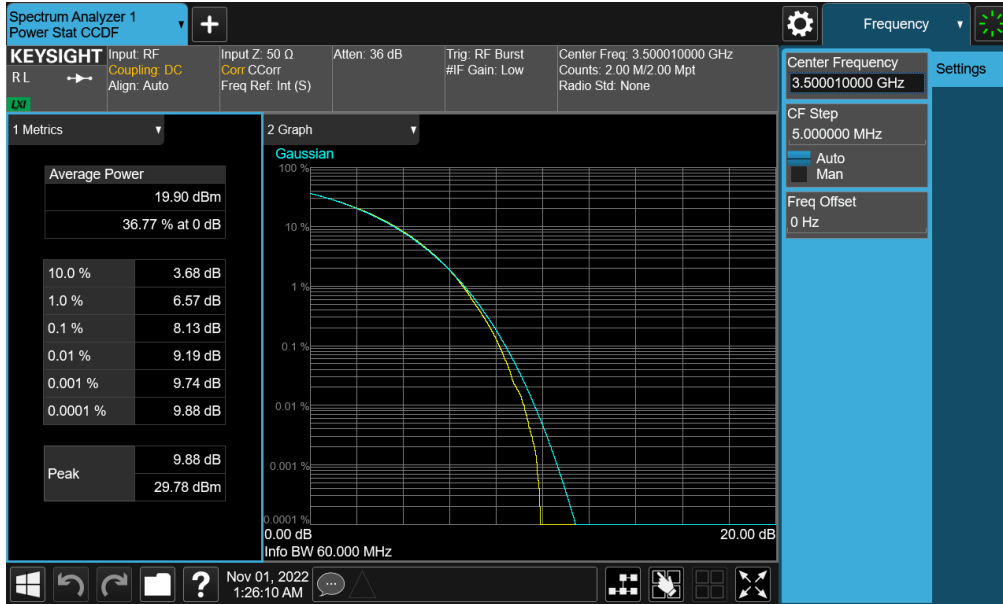 Spectrum Analyzer 1
Power Stat CCDF
Frequency
KEYSIGHT
R L
LXI
Input: RF
Coupling: DC
Align: Auto
Input Z: 50 Ω
Corr CCorr
Freq Ref: Int (S)
Atten: 36 dB
Trig: RF Burst
#IF Gain: Low
Center Freq: 3.500010000 GHz
Counts: 2.00 M/2.00 Mpt
Radio Std: None
Center Frequency
3.500010000 GHz
Settings
CF Step
5.000000 MHz
Auto
Man
Freq Offset
0 Hz
1 Metrics
Average Power
19.90 dBm
36.77 % at 0 dB
10.0 % 3.68 dB
1.0 % 6.57 dB
0.1 % 8.13 dB
0.01 % 9.19 dB
0.001 % 9.74 dB
0.0001 % 9.88 dB
Peak
9.88 dB
29.78 dBm
2 Graph
Gaussian
100 %
10 %
1 %
0.1 %
0.01 %
0.001 %
0.0001 %
0.00 dB
20.00 dB
Info BW 60.000 MHz
?
Nov 01, 2022
1:26:10 AM